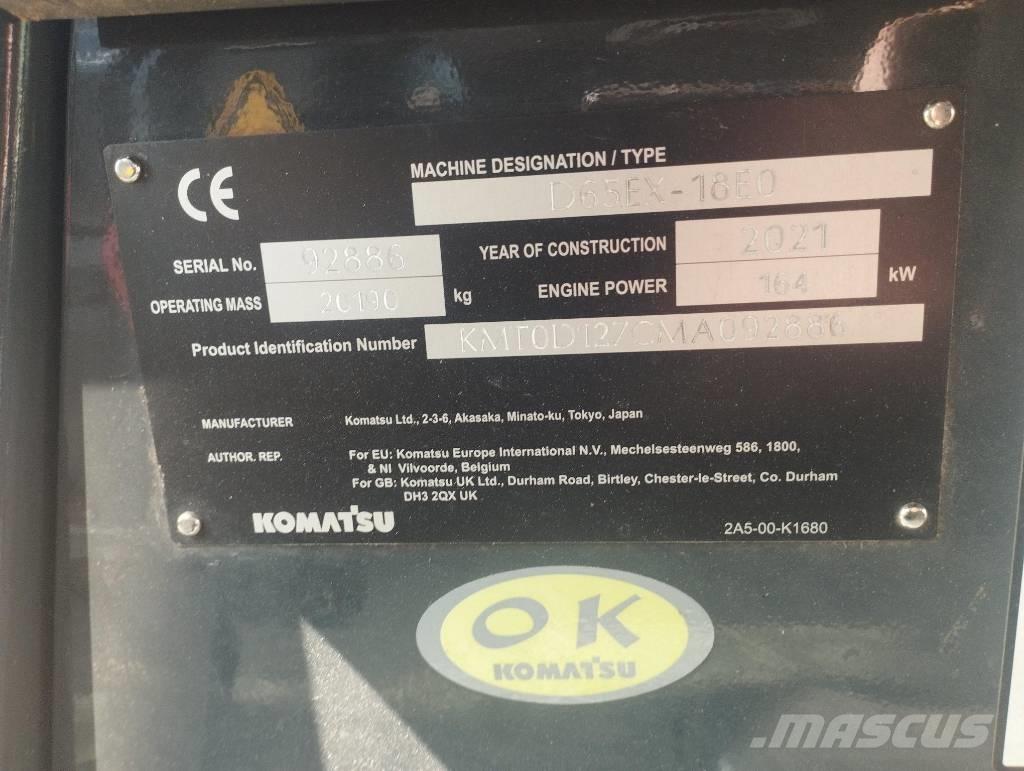 CE
MACHINE DESIGNATION / TYPE
D65EX-18E0
SERIAL No. 92886
YEAR OF CONSTRUCTION 2021
OPERATING MASS 20190 kg
ENGINE POWER 164 kW
Product Identification Number KMT0D127CMA092886
MANUFACTURER Komatsu Ltd., 2-3-6, Akasaka, Minato-ku, Tokyo, Japan
AUTHOR. REP. For EU: Komatsu Europe International N.V., Mechelsesteenweg 586, 1800,
& NI Vilvoorde, Belgium
For GB: Komatsu UK Ltd., Durham Road, Birtley, Chester-le-Street, Co. Durham
DH3 2QX UK
KOMATSU
2A5-00-K1680
OK
KOMATSU
MASCUS